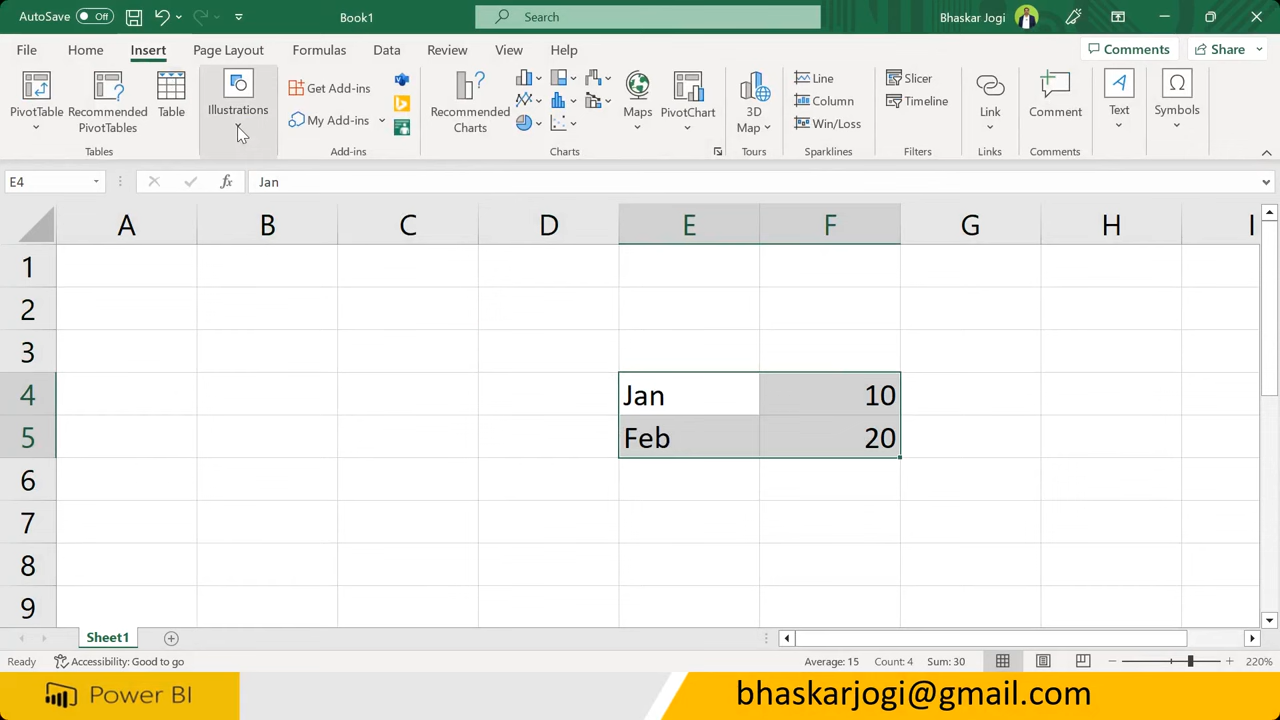 AutoSave Off Book1 Search Bhaskar Jogi
File Home Insert Page Layout Formulas Data Review View Help Comments Share
PivotTable
Recommended PivotTables
Table
Tables
Illustrations
Get Add-ins
My Add-ins
Add-ins
Recommended Charts
Maps
PivotChart
Charts
3D Map
Tours
Line
Column
Win/Loss
Sparklines
Slicer
Timeline
Filters
Link
Links
Comment
Comments
Text
Symbols
E4 fx Jan
A B C D E F G H I
1
2
3
4 Jan 10
5 Feb 20
6
7
8
9
Sheet1
Ready Accessibility: Good to go Average: 15 Count: 4 Sum: 30 220%
Power BI bhaskarjogi@gmail.com